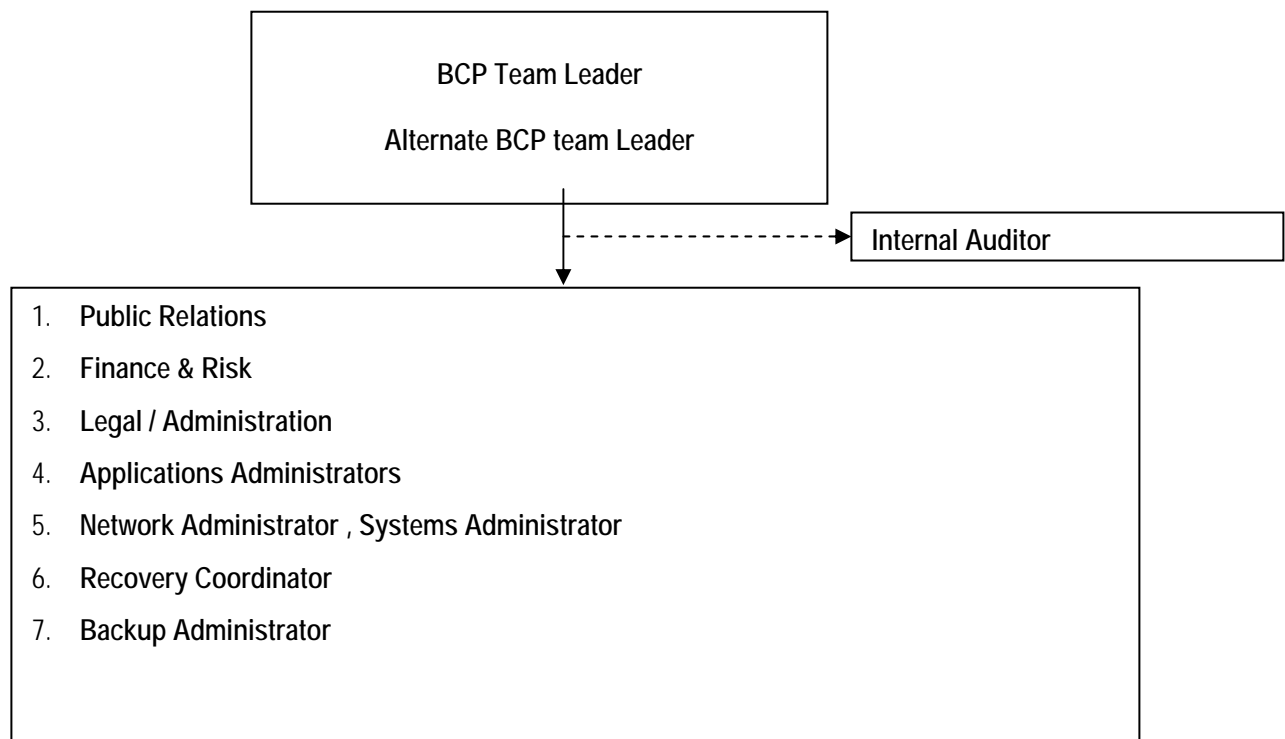 BCP Team Leader
Alternate BCP team Leader
Internal Auditor
1. Public Relations
2. Finance & Risk
3. Legal / Administration
4. Applications Administrators
5. Network Administrator , Systems Administrator
6. Recovery Coordinator
7. Backup Administrator